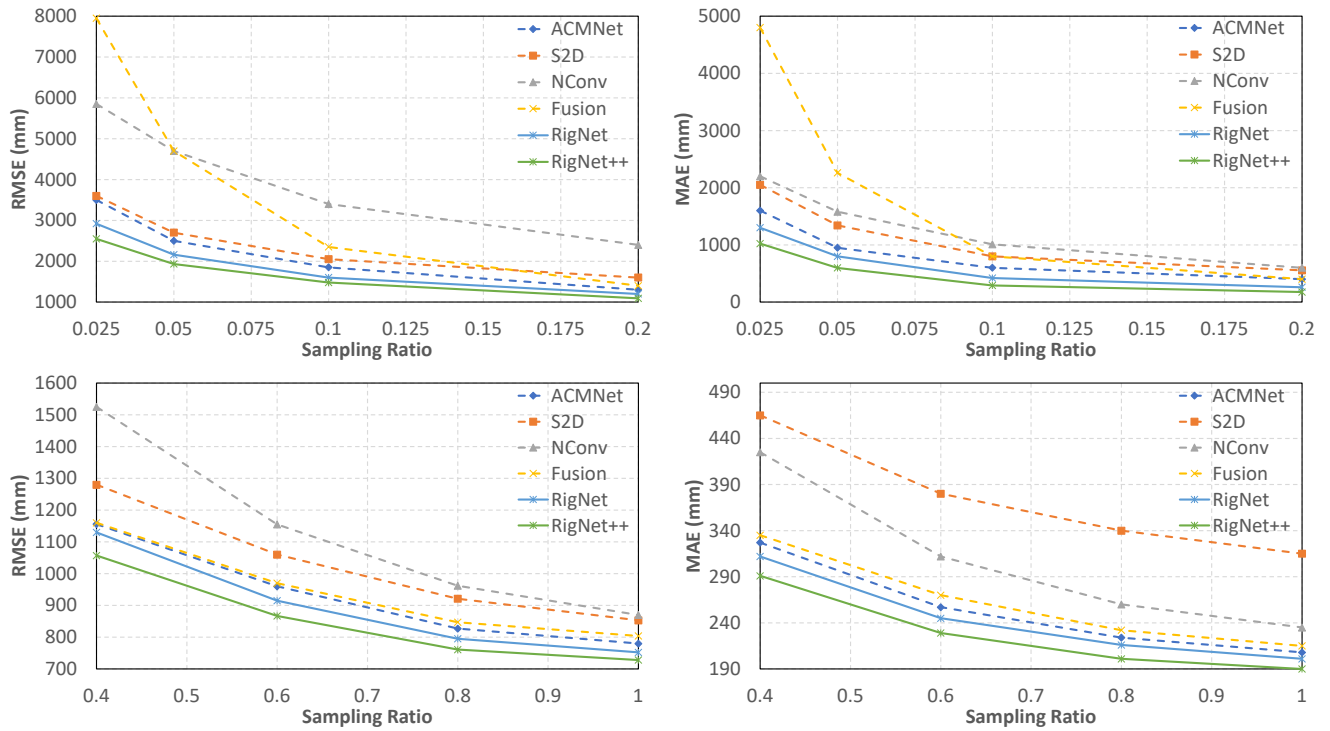 8000
7000
6000
5000
4000
3000
2000
1000
RMSE (mm)
0.025 0.05 0.075 0.1 0.125 0.15 0.175 0.2
Sampling Ratio
ACMNet
S2D
NConv
Fusion
RigNet
RigNet++
5000
4000
3000
2000
1000
0
MAE (mm)
0.025 0.05 0.075 0.1 0.125 0.15 0.175 0.2
Sampling Ratio
ACMNet
S2D
NConv
Fusion
RigNet
RigNet++
1600
1500
1400
1300
1200
1100
1000
900
800
700
RMSE (mm)
0.4 0.5 0.6 0.7 0.8 0.9 1
Sampling Ratio
ACMNet
S2D
NConv
Fusion
RigNet
RigNet++
490
440
390
340
290
240
190
MAE (mm)
0.4 0.5 0.6 0.7 0.8 0.9 1
Sampling Ratio
ACMNet
S2D
NConv
Fusion
RigNet
RigNet++